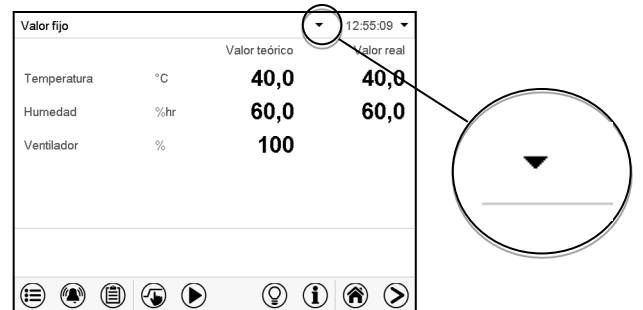 Valor fijo 12:55:09
Valor teórico Valor real
Temperatura °C 40,0 40,0
Humedad %hr 60,0 60,0
Ventilador % 100